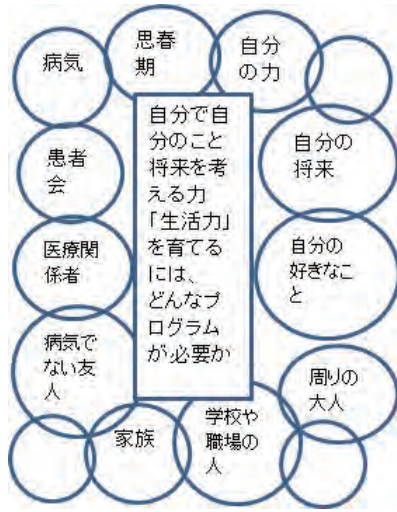 思春
期
自分
の力
病気
自分の
将来
患者
会
自分で自
分のこと
将来を考
える力
「生活力」
を育てる
には、
どんなプ
ログラム
が必要か
医療関
係者
自分の
好きなこ
と
病気で
ない友
人
周りの
大人
家族
学校や
職場の
人